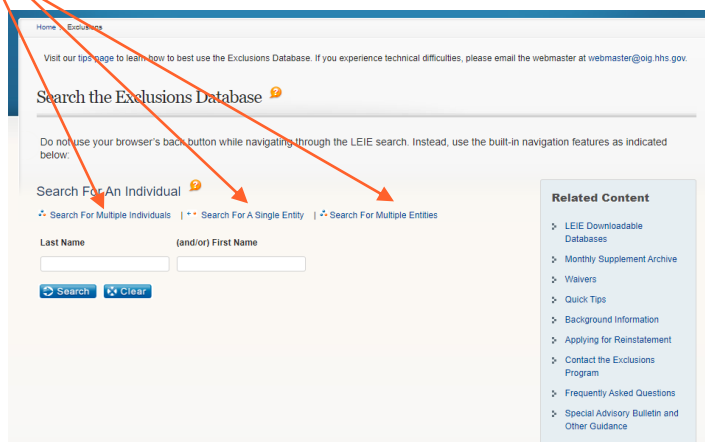 Home > Exclusions
Visit our tips page to learn how to best use the Exclusions Database. If you experience technical difficulties, please email the webmaster at webmaster@oig.hhs.gov.
Search the Exclusions Database
Do not use your browser's back button while navigating through the LEIE search. Instead, use the built-in navigation features as indicated
below:
Search For An Individual
Search For Multiple Individuals | Search For A Single Entity | Search For Multiple Entities
Last Name (and/or) First Name
Search Clear
Related Content
LEIE Downloadable
Databases
Monthly Supplement Archive
Waivers
Quick Tips
Background Information
Applying for Reinstatement
Contact the Exclusions
Program
Frequently Asked Questions
Special Advisory Bulletin and
Other Guidance